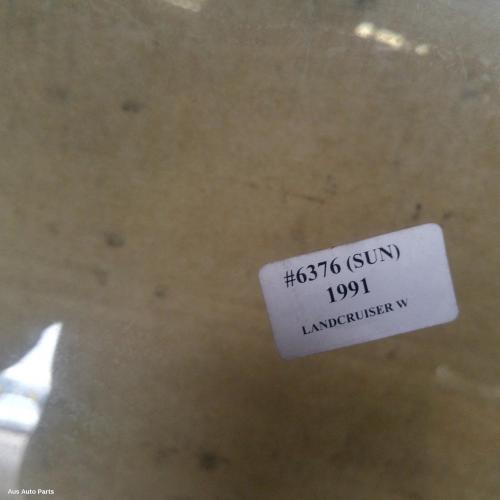 #6376 (SUN)
1991
LANDCRUISER W
Aus Auto Parts